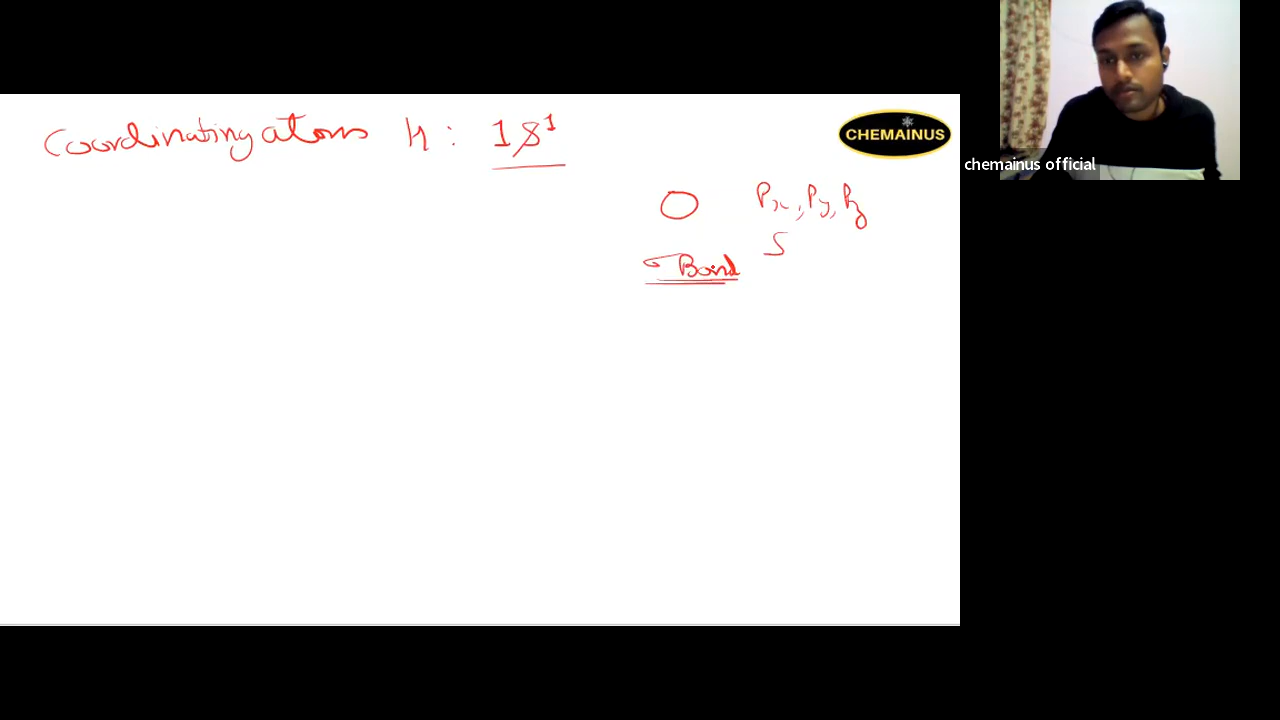 Coordinating atoms H : 1s¹
CHEMAINUS
chemainus official
Px, Py, Pz
S
σ Bond